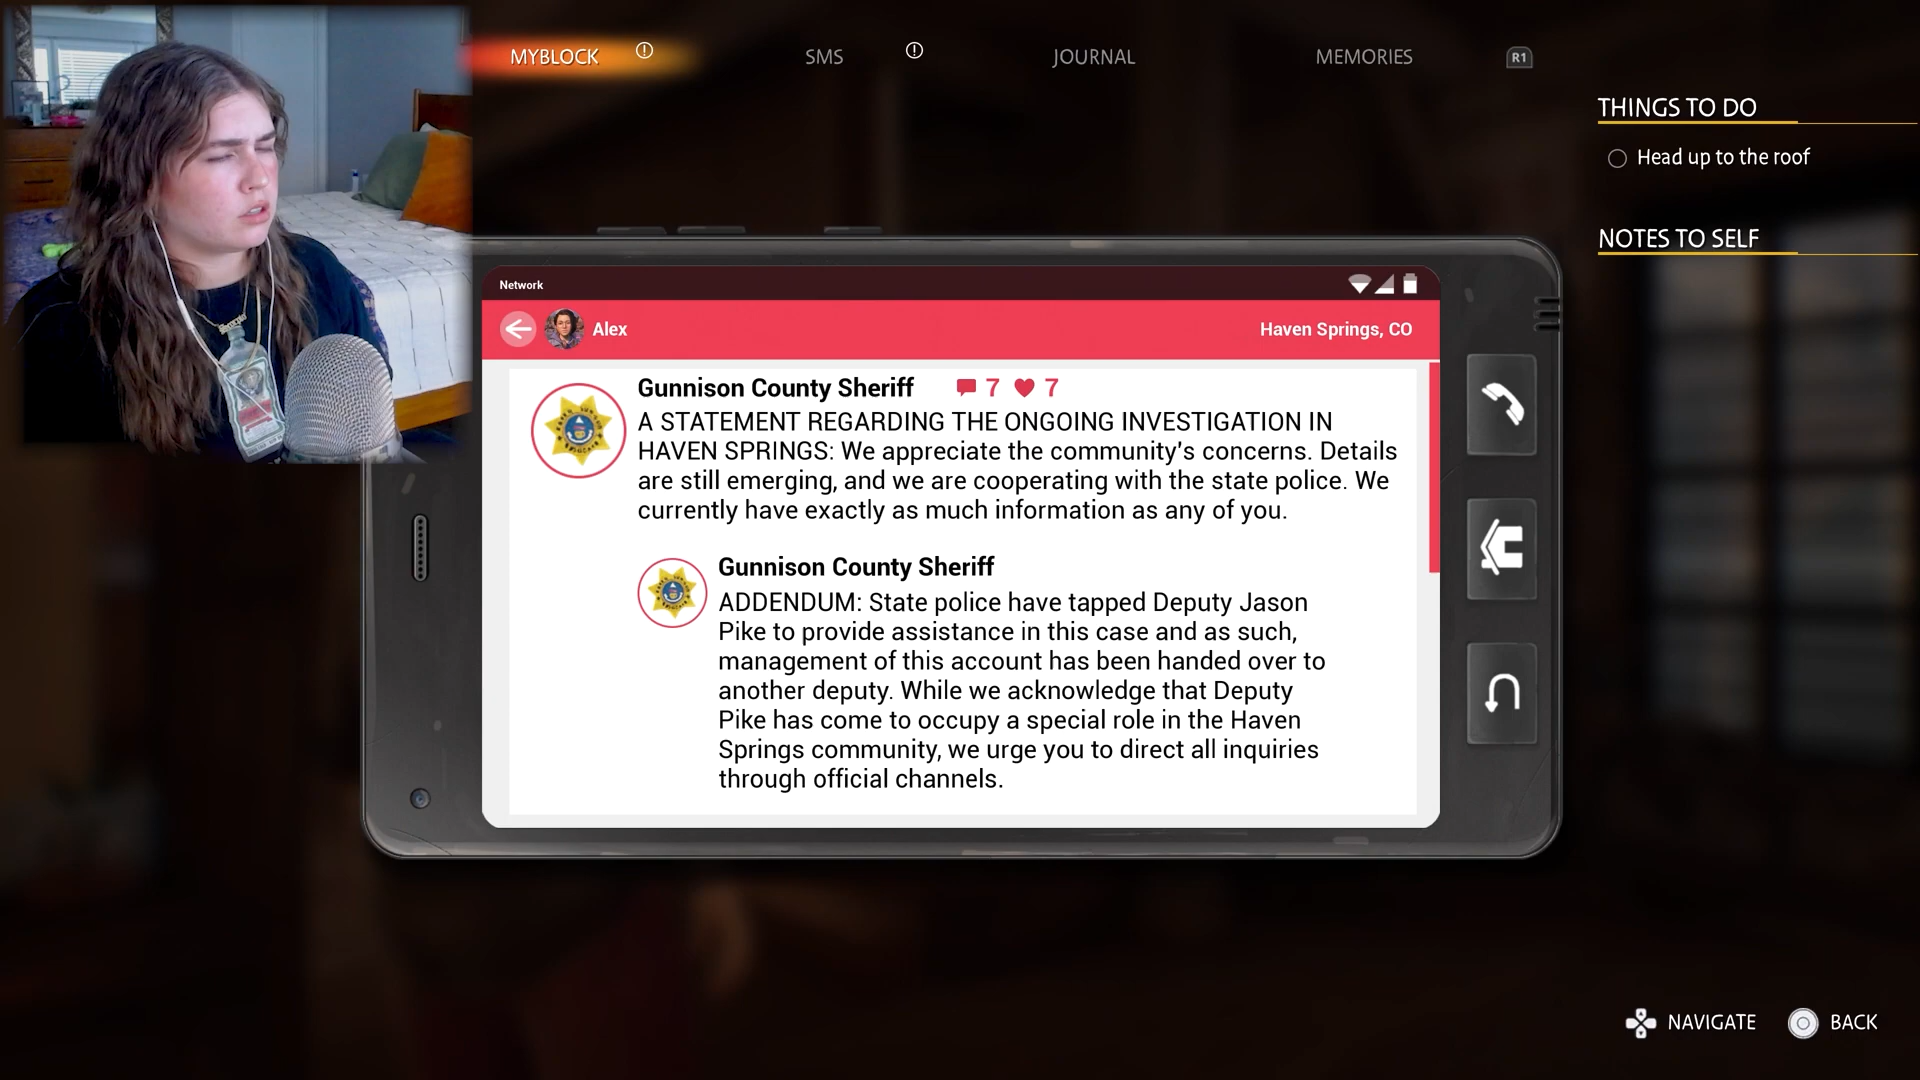 MYBLOCK
SMS
JOURNAL
MEMORIES
R1
THINGS TO DO
Head up to the roof
NOTES TO SELF
Network
Alex
Haven Springs, CO
Gunnison County Sheriff 7 7
A STATEMENT REGARDING THE ONGOING INVESTIGATION IN
HAVEN SPRINGS: We appreciate the community's concerns. Details
are still emerging, and we are cooperating with the state police. We
currently have exactly as much information as any of you.
Gunnison County Sheriff
ADDENDUM: State police have tapped Deputy Jason
Pike to provide assistance in this case and as such,
management of this account has been handed over to
another deputy. While we acknowledge that Deputy
Pike has come to occupy a special role in the Haven
Springs community, we urge you to direct all inquiries
through official channels.
NAVIGATE
BACK